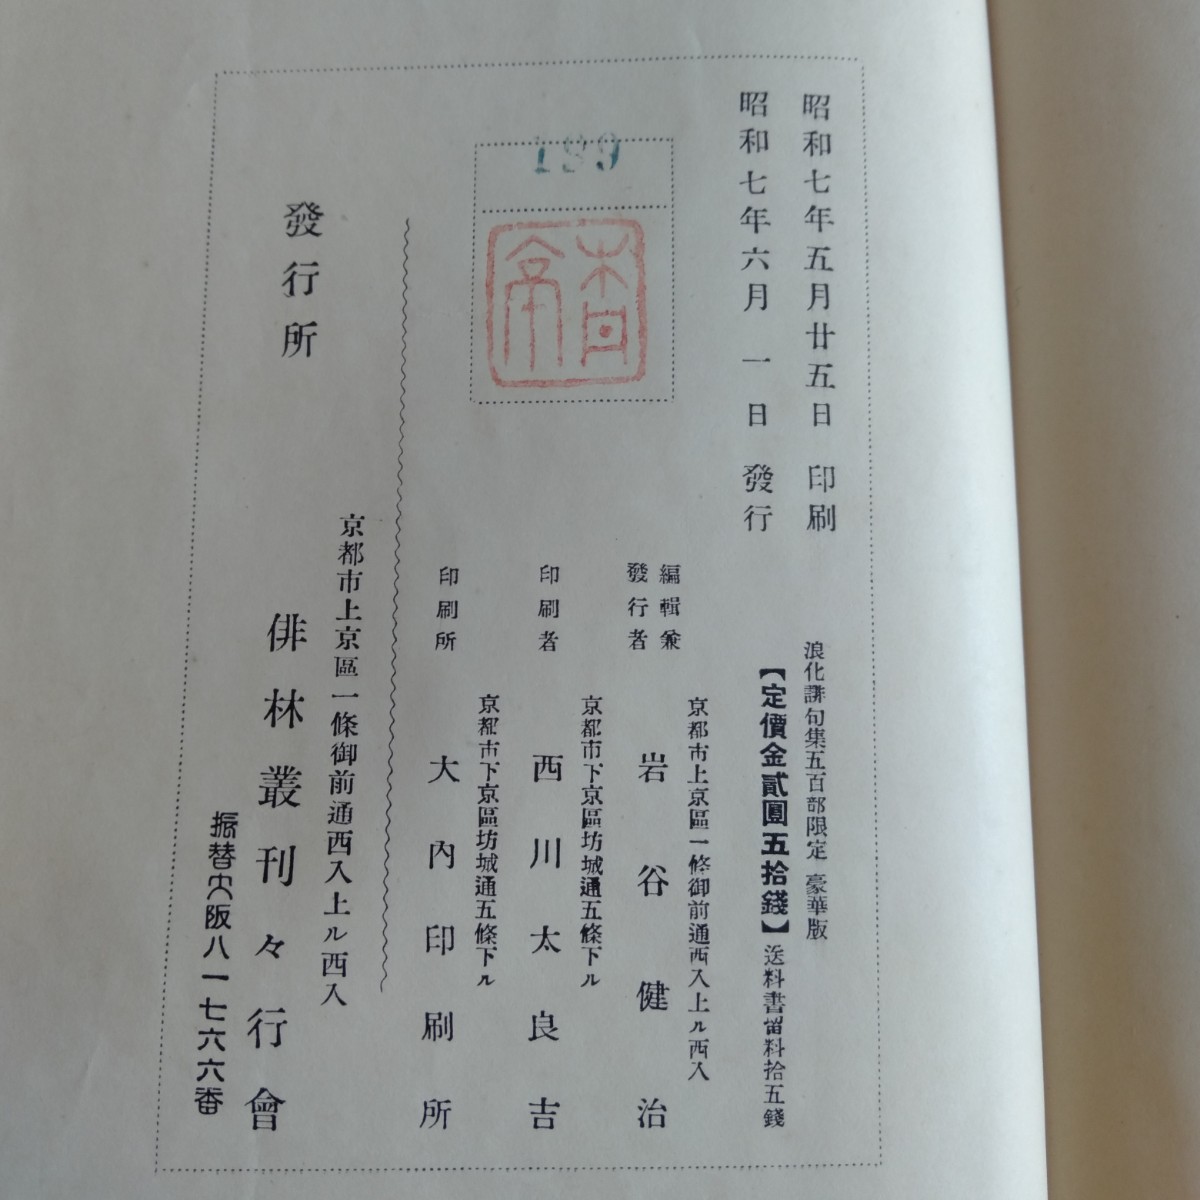 昭和七年五月廿五日 印刷
昭和七年六月一日 發行
浪化誹句集五百部限定 豪華版
【定價金貳圓五拾錢】送料書留料拾五錢
189
編輯兼
發行者
京都市上京區一條御前通西入上ル西入
岩谷健治
印刷者
京都市下京區坊城通五條下ル
西川太良吉
印刷所
京都市下京區坊城通五條下ル
大內印刷所
發行所
京都市上京區一條御前通西入上ル西入
俳林叢刊々行會
振替大阪八一七六六番